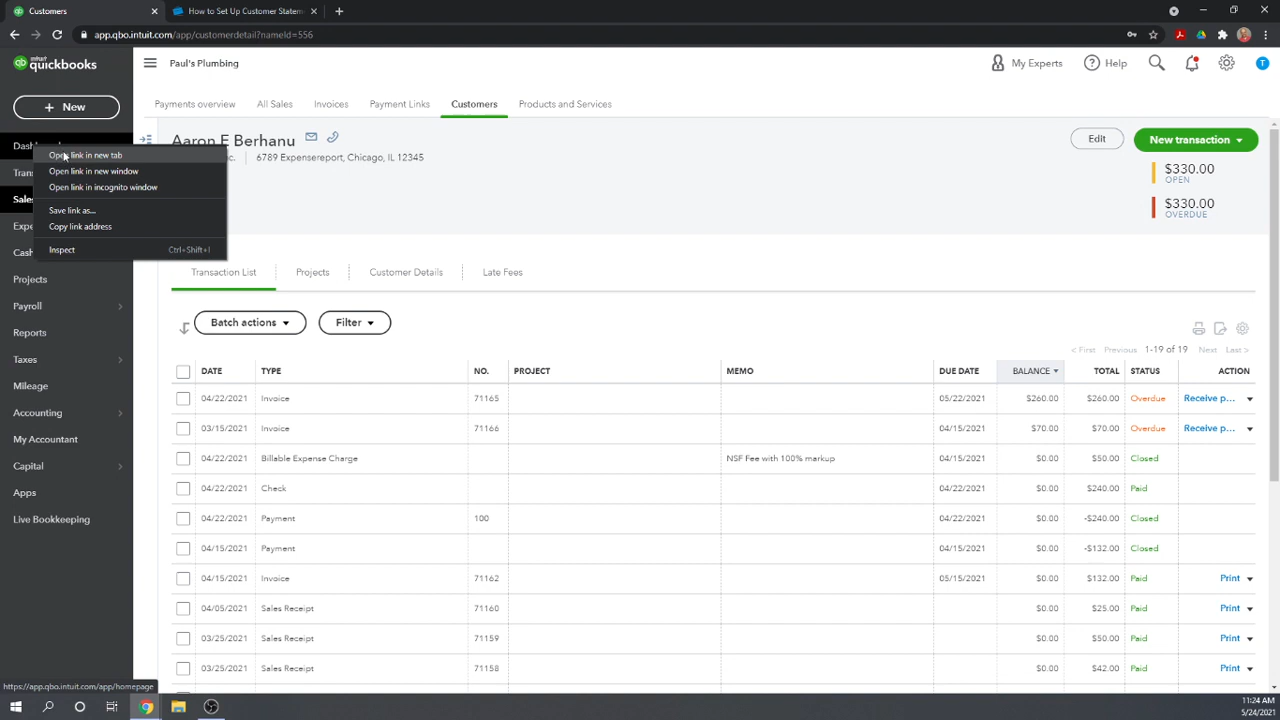 Customers
How to Set Up Customer Statem
app.qbo.intuit.com/app/customerdetail?nameId=556
intuit quickbooks
Paul's Plumbing
My Experts
Help
T
+ New
Payments overview
All Sales
Invoices
Payment Links
Customers
Products and Services
Aaron E Berhanu
6789 Expensereport, Chicago, IL 12345
Edit
New transaction
$330.00
OPEN
$330.00
OVERDUE
Open link in new tab
Open link in new window
Open link in incognito window
Save link as...
Copy link address
Inspect Ctrl+Shift+I
Projects
Payroll
Reports
Taxes
Mileage
Accounting
My Accountant
Capital
Apps
Live Bookkeeping
Transaction List
Projects
Customer Details
Late Fees
Batch actions
Filter
< First Previous 1-19 of 19 Next Last >
DATE TYPE NO. PROJECT MEMO DUE DATE BALANCE TOTAL STATUS ACTION
04/22/2021 Invoice 71165 05/22/2021 $260.00 $260.00 Overdue Receive p...
03/15/2021 Invoice 71166 04/15/2021 $70.00 $70.00 Overdue Receive p...
04/22/2021 Billable Expense Charge NSF Fee with 100% markup 04/15/2021 $0.00 $50.00 Closed
04/22/2021 Check 04/22/2021 $0.00 $240.00 Paid
04/22/2021 Payment 100 04/22/2021 $0.00 -$240.00 Closed
04/15/2021 Payment 04/15/2021 $0.00 -$132.00 Closed
04/15/2021 Invoice 71162 05/15/2021 $0.00 $132.00 Paid Print
04/05/2021 Sales Receipt 71160 $0.00 $25.00 Paid Print
03/25/2021 Sales Receipt 71159 $0.00 $50.00 Paid Print
03/25/2021 Sales Receipt 71158 $0.00 $42.00 Paid Print
https://app.qbo.intuit.com/app/homepage
11:24 AM
5/24/2021